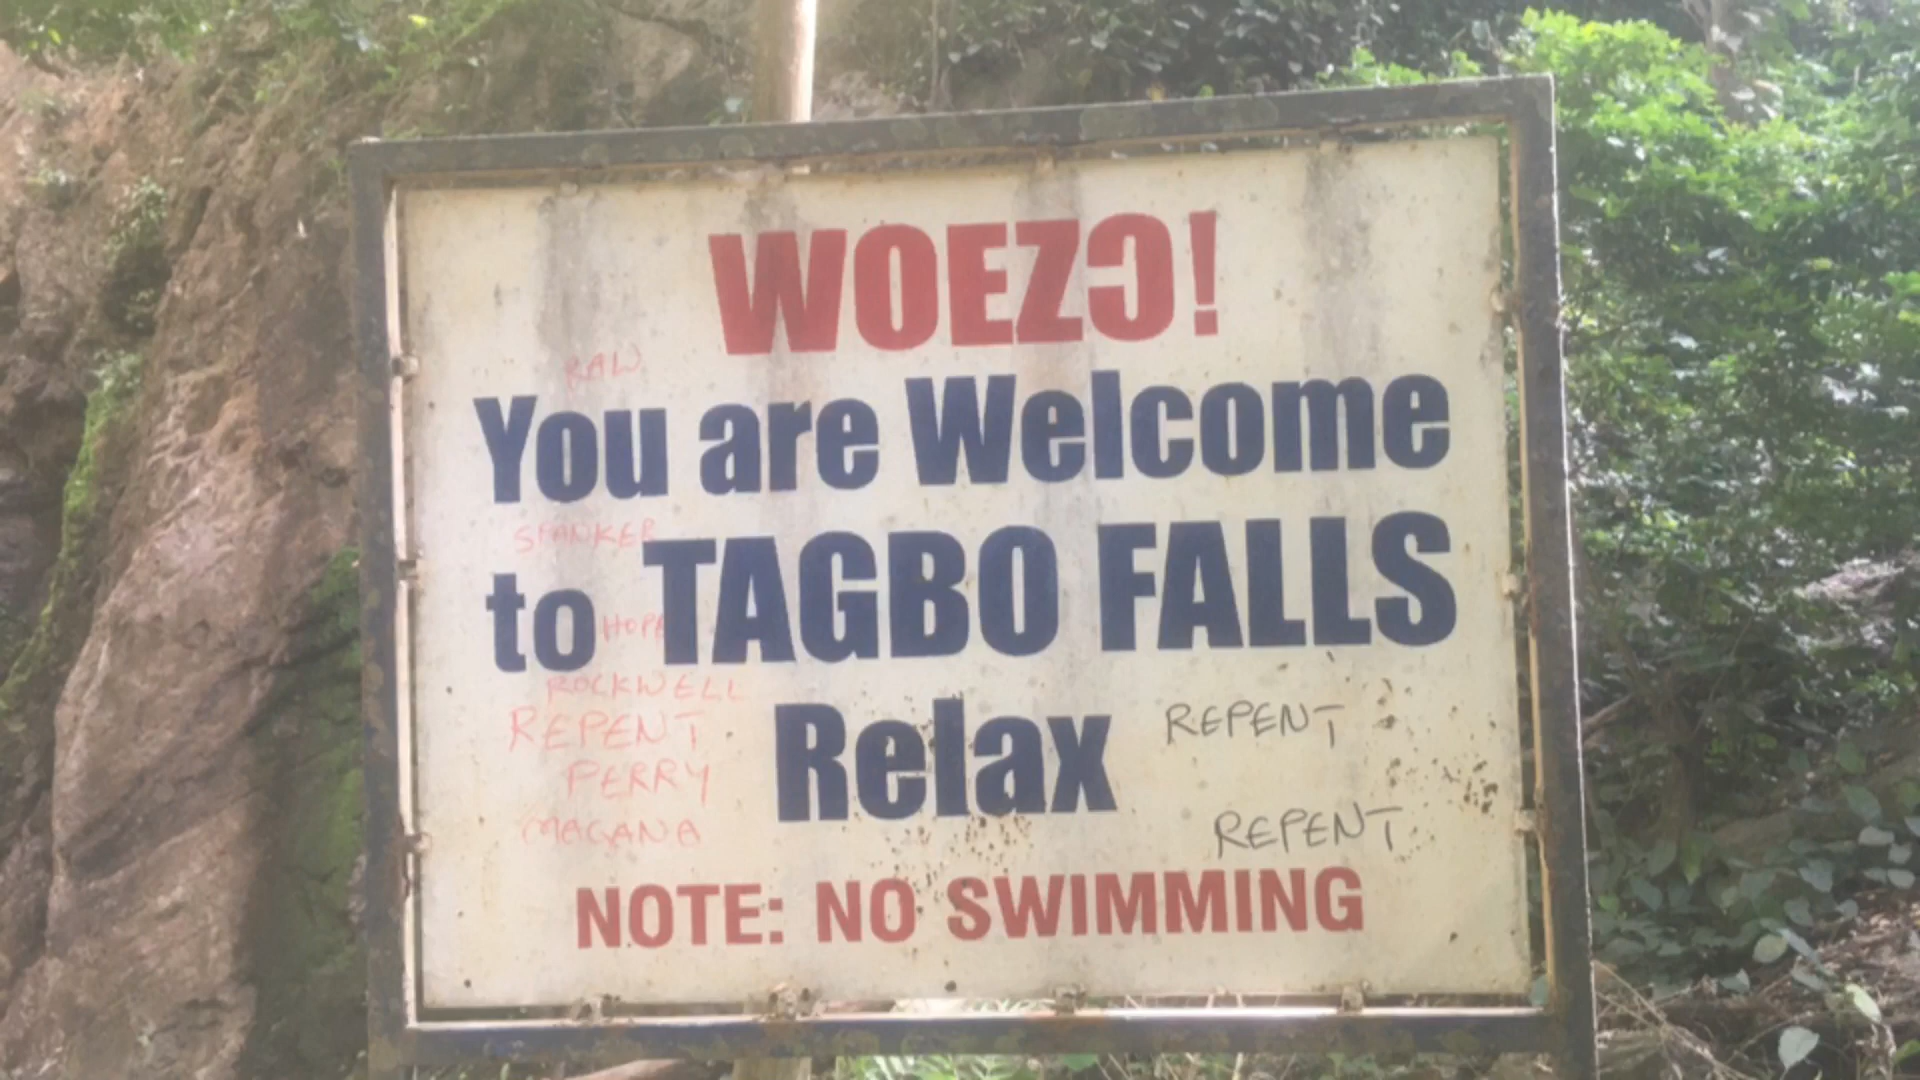 WOEZƆ!
RAW
You are Welcome
SPANKER
to TAGBO FALLS
HOPE
ROCKWELL
REPENT
Relax
REPENT
PERRY
MAGANA
REPENT
NOTE: NO SWIMMING